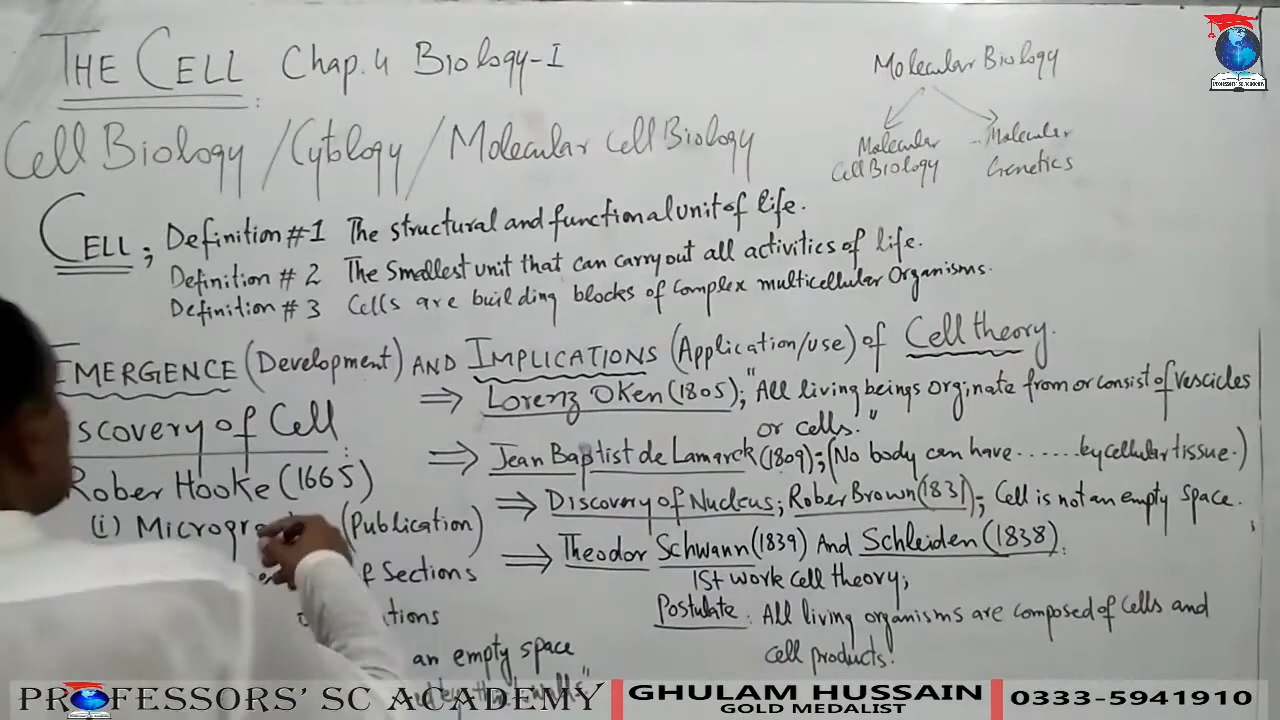 THE CELL Chap. 4 Biology-I
Cell Biology / Cytology / Molecular Cell Biology
Molecular Biology
Molecular Cell Biology
Molecular Genetics
CELL; Definition #1 The structural and functional unit of life.
Definition # 2 The smallest unit that can carry out all activities of life.
Definition # 3 Cells are building blocks of complex multicellular Organisms.
EMERGENCE (Development) AND IMPLICATIONS (Application/use) of Cell theory.
scovery of Cell
Rober Hooke (1665)
(i) Microgr (Publication)
f Sections
ctions
an empty space
walls"
⇒ Lorenz OKen (1805); "All living beings orginate from or consist of vescicles
or cells."
⇒ Jean Baptist de Lamarck (1809); (No body can have ....... by cellular tissue.)
⇒ Discovery of Nucleus; Rober Brown (1831); Cell is not an empty space.
⇒ Theodor Schwann (1839) And Schleiden (1838).
1st work cell theory;
Postulate. All living organisms are composed of cells and
cell products.
PROFESSORS' SC ACADEMY
PROFESSORS' SC ACADEMY
GHULAM HUSSAIN
GOLD MEDALIST
0333-5941910